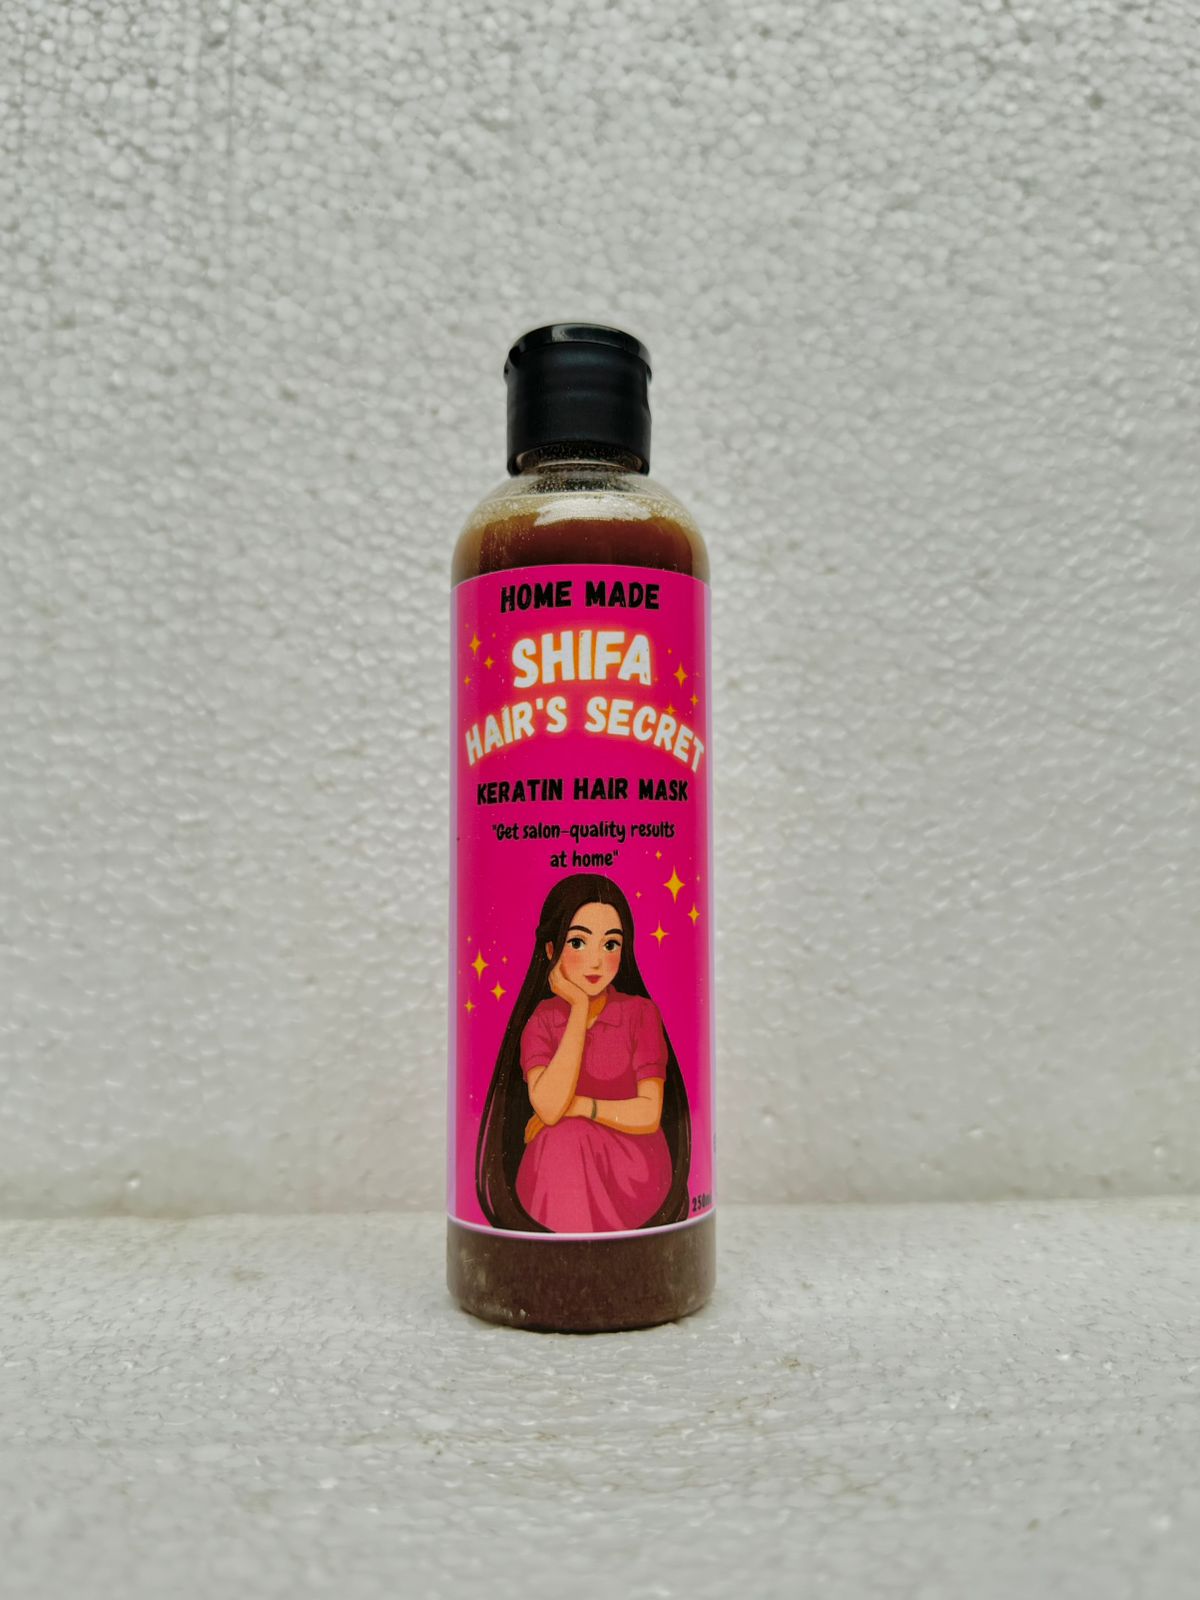 HOME MADE
SHIFA
HAIR'S SECRET
KERATIN HAIR MASK
"Get salon-quality results
at home"